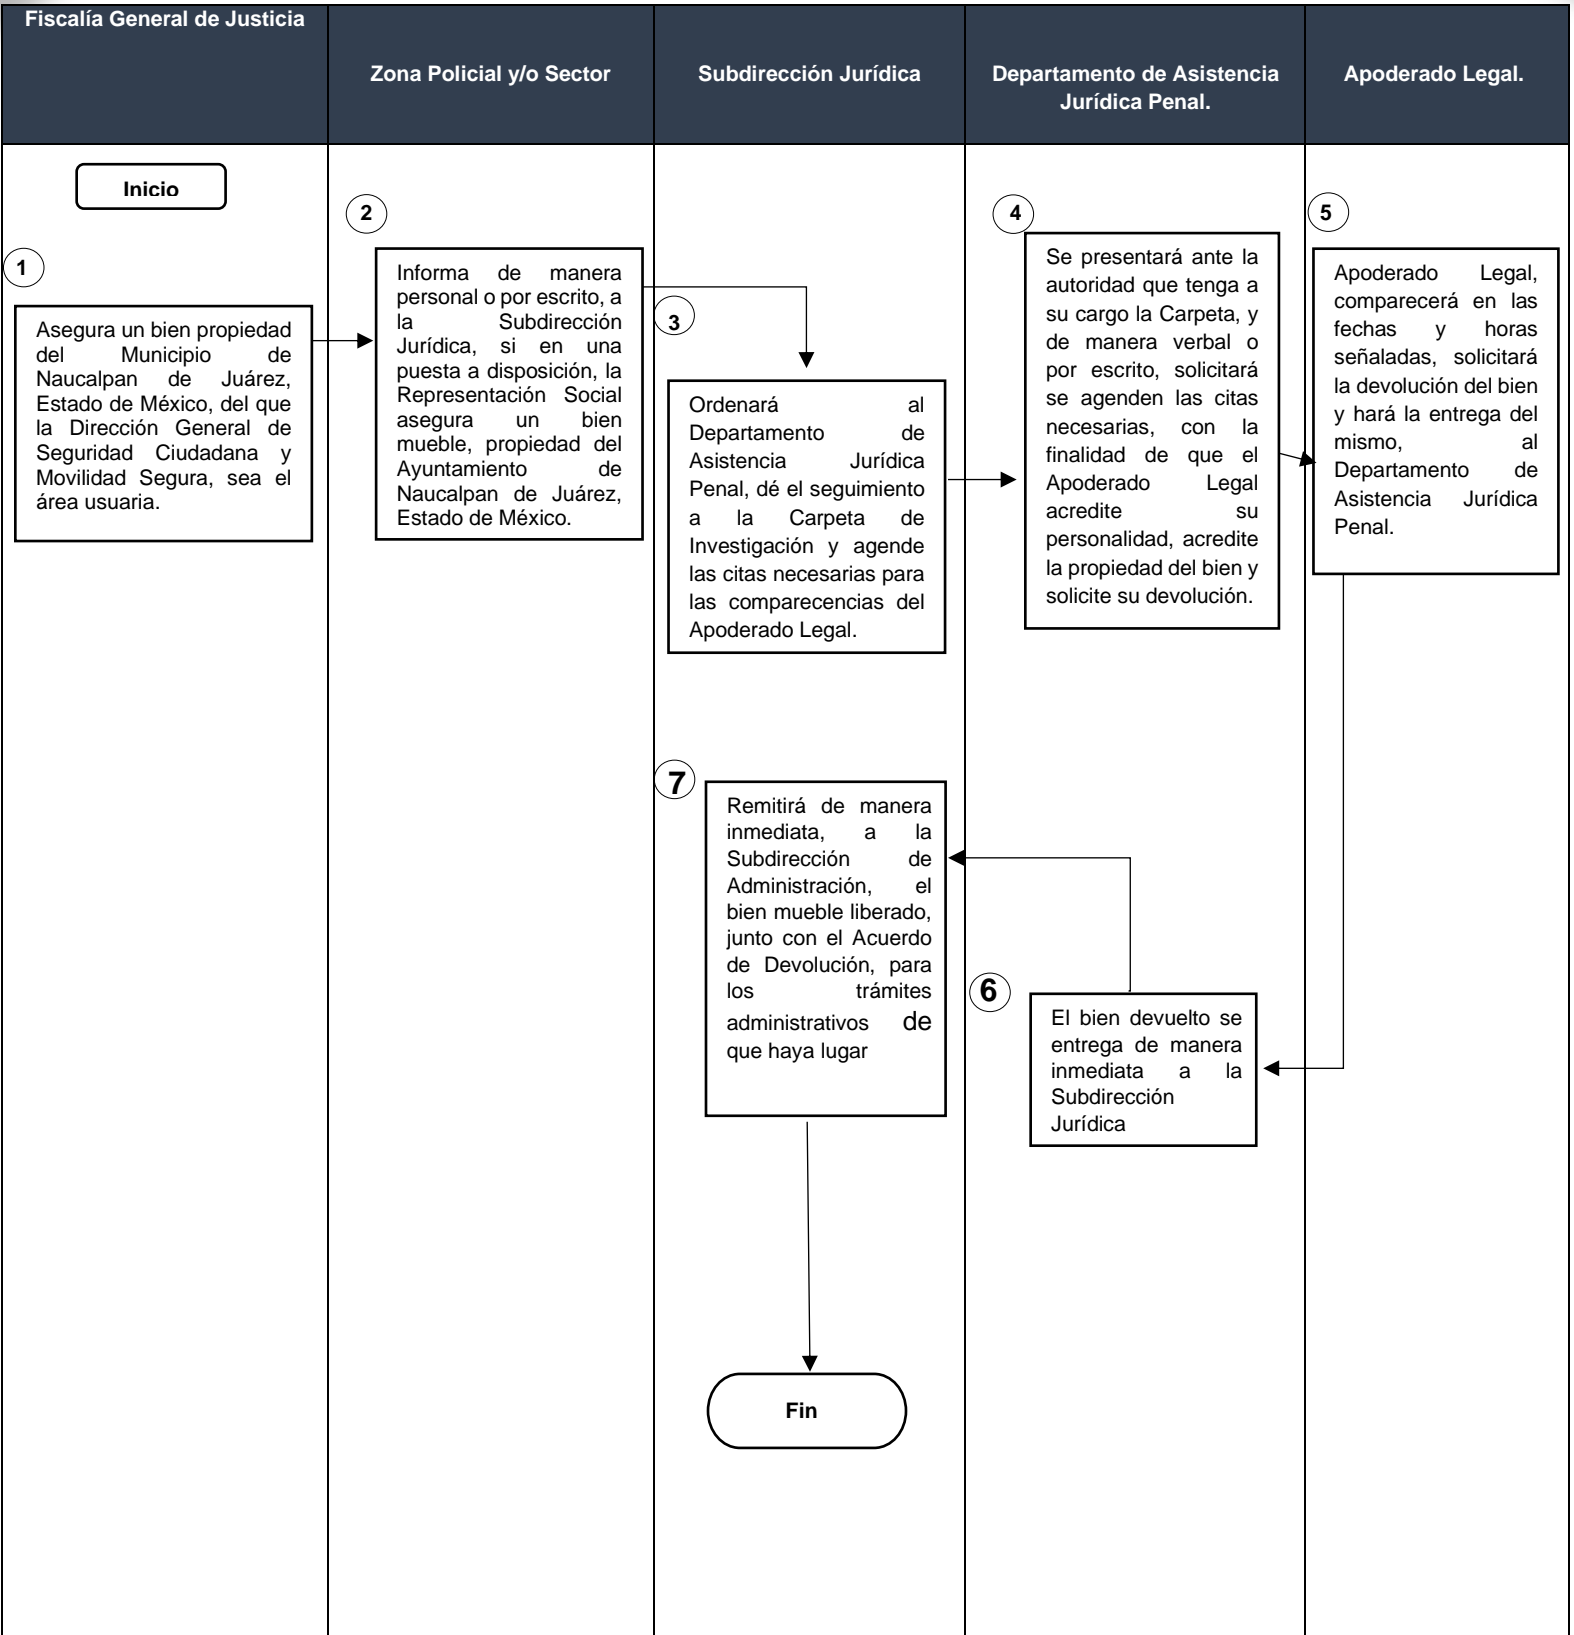 Fiscalía General de Justicia
Zona Policial y/o Sector
Subdirección Jurídica
Departamento de Asistencia
Jurídica Penal.
Apoderado Legal.
Inicio
1
Asegura un bien propiedad
del Municipio de
Naucalpan de Juárez,
Estado de México, del que
la Dirección General de
Seguridad Ciudadana y
Movilidad Segura, sea el
área usuaria.
2
Informa de manera
personal o por escrito, a
la Subdirección
Jurídica, si en una
puesta a disposición, la
Representación Social
asegura un bien
mueble, propiedad del
Ayuntamiento de
Naucalpan de Juárez,
Estado de México.
3
Ordenará al
Departamento de
Asistencia Jurídica
Penal, dé el seguimiento
a la Carpeta de
Investigación y agende
las citas necesarias para
las comparecencias del
Apoderado Legal.
4
Se presentará ante la
autoridad que tenga a
su cargo la Carpeta, y
de manera verbal o
por escrito, solicitará
se agenden las citas
necesarias, con la
finalidad de que el
Apoderado Legal
acredite su
personalidad, acredite
la propiedad del bien y
solicite su devolución.
5
Apoderado Legal,
comparecerá en las
fechas y horas
señaladas, solicitará
la devolución del bien
y hará la entrega del
mismo, al
Departamento de
Asistencia Jurídica
Penal.
6
El bien devuelto se
entrega de manera
inmediata a la
Subdirección
Jurídica
7
Remitirá de manera
inmediata, a la
Subdirección de
Administración, el
bien mueble liberado,
junto con el Acuerdo
de Devolución, para
los trámites
administrativos de
que haya lugar
Fin